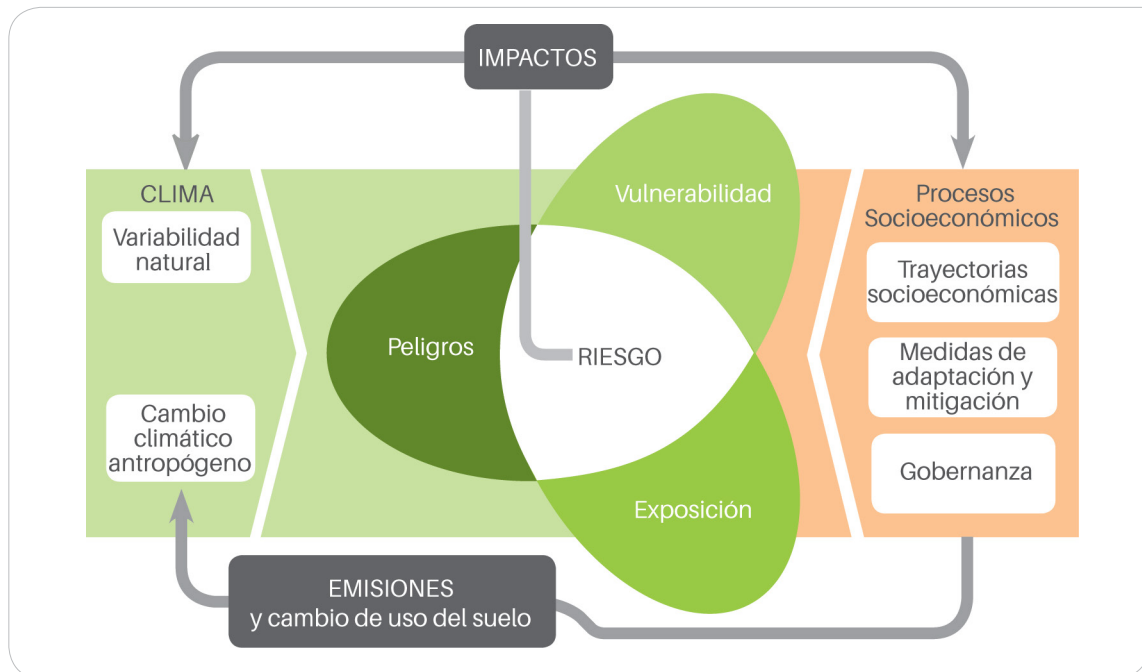 IMPACTOS
CLIMA
Variabilidad
natural
Cambio
climático
antropógeno
Peligros
Vulnerabilidad
RIESGO
Exposición
Procesos
Socioeconómicos
Trayectorias
socioeconómicas
Medidas de
adaptación y
mitigación
Gobernanza
EMISIONES
y cambio de uso del suelo